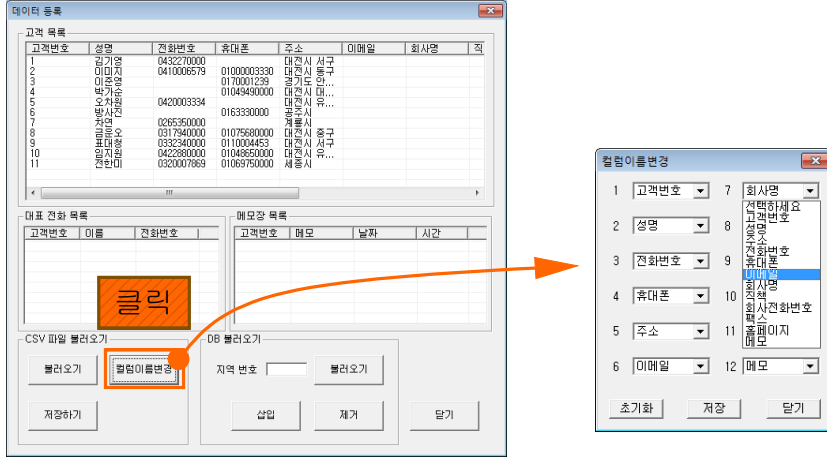 데이터 등록
고객 목록
고객번호 성명 전화번호 휴대폰 주소 이메일 회사명 직
1 김기영 0432270000 대전시 서구
2 이미지 0410006579 01000003330 대전시 동구
3 이준영 0170001239 경기도 안...
4 박가순 01049490000 대전시 대...
5 오차원 0420003334 대전시 유...
6 방사진 0163330000 공주시
7 차연 0265350000 계룡시
8 금운오 0317940000 01075680000 대전시 중구
9 표대형 0332340000 0110004453 대전시 서구
10 임지원 0422880000 01048650000 대전시 유...
11 전한미 0320007869 01069750000 세종시
대표 전화 목록
고객번호 이름 전화번호
메모장 목록
고객번호 메모 날짜 시간
클릭
CSV 파일 불러오기
불러오기 컬럼이름변경
저장하기
DB 불러오기
지역 번호 불러오기
삽입 제거 닫기
컬럼이름변경
1 고객번호 7 회사명
2 성명 8
3 전화번호 9
4 휴대폰 10
5 주소 11
6 이메일 12 메모
선택하세요
고객번호
성명
주소
전화번호
휴대폰
이메일
회사명
직책
회사전화번호
팩스
홈페이지
메모
초기화 저장 닫기